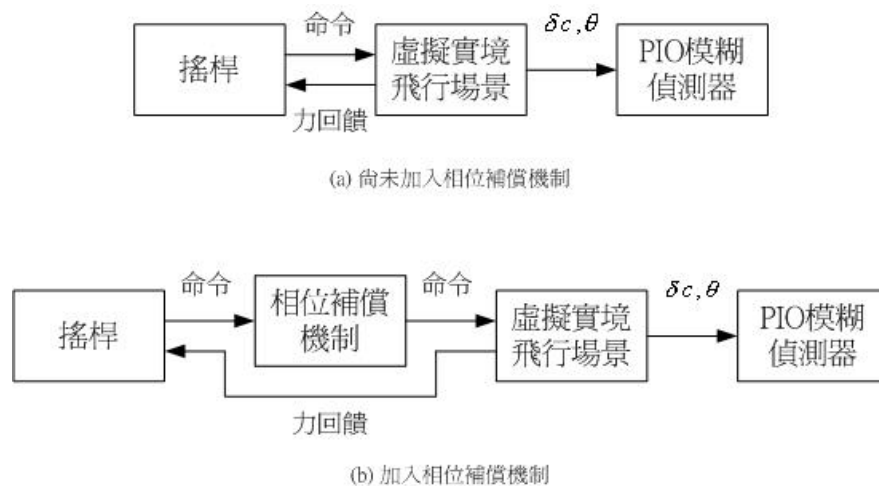 命令
δc,θ
搖桿
虛擬實境
飛行場景
PIO模糊
偵測器
力回饋
(a) 尚未加入相位補償機制
命令
命令
δc,θ
搖桿
相位補償
機制
虛擬實境
飛行場景
PIO模糊
偵測器
力回饋
(b) 加入相位補償機制